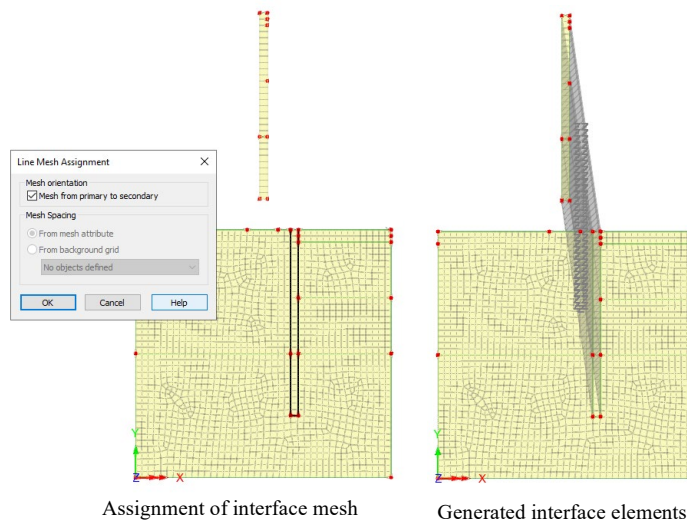 Line Mesh Assignment
Mesh orientation
Mesh from primary to secondary
Mesh Spacing
From mesh attribute
From background grid
No objects defined
OK Cancel Help
Y
Z X
Y
Z X
Assignment of interface mesh
Generated interface elements